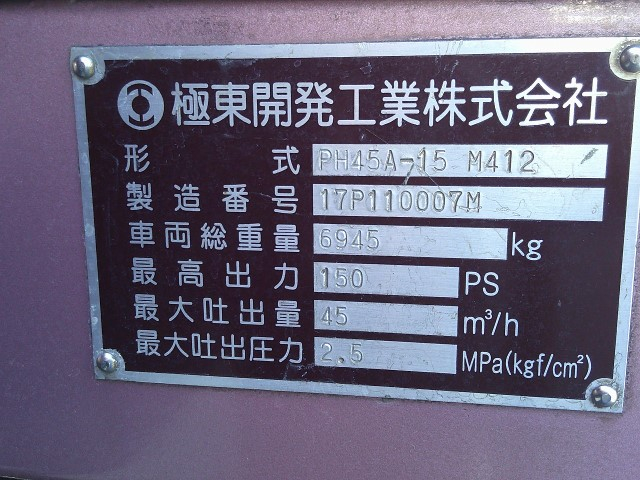 極東開発工業株式会社
形式 PH45A-15 M412
製造番号 17P110007M
車両総重量 6945 kg
最高出力 150 PS
最大吐出量 45 m³/h
最大吐出圧力 2.5 MPa(kgf/cm²)